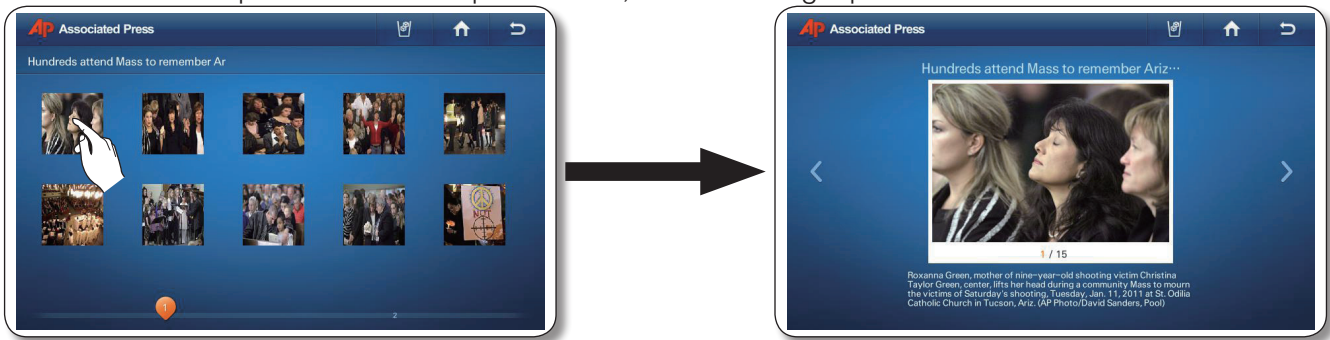 AP Associated Press
Hundreds attend Mass to remember Ar
NOT
1
2
AP Associated Press
Hundreds attend Mass to remember Ariz…
1 / 15
Roxanna Green, mother of nine-year-old shooting victim Christina
Taylor Green, center, lifts her head during a community Mass to mourn
the victims of Saturday's shooting, Tuesday, Jan. 11, 2011 at St. Odilia
Catholic Church in Tucson, Ariz. (AP Photo/David Sanders, Pool)